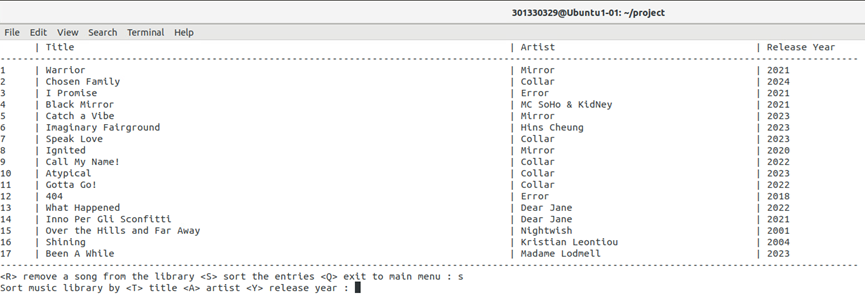 301330329@Ubuntu1-01: ~/project
File Edit View Search Terminal Help
| Title | Artist | Release Year
--------------------------------------------------------------------------------
1 | Warrior | Mirror | 2021
2 | Chosen Family | Collar | 2024
3 | I Promise | Error | 2021
4 | Black Mirror | MC SoHo & KidNey | 2021
5 | Catch a Vibe | Mirror | 2023
6 | Imaginary Fairground | Hins Cheung | 2023
7 | Speak Love | Collar | 2023
8 | Ignited | Mirror | 2020
9 | Call My Name! | Collar | 2022
10 | Atypical | Collar | 2023
11 | Gotta Go! | Collar | 2022
12 | 404 | Error | 2018
13 | What Happened | Dear Jane | 2022
14 | Inno Per Gli Sconfitti | Dear Jane | 2021
15 | Over the Hills and Far Away | Nightwish | 2001
16 | Shining | Kristian Leontiou | 2004
17 | Been A While | Madame Lodmell | 2023
--------------------------------------------------------------------------------
<R> remove a song from the library <S> sort the entries <Q> exit to main menu : s
Sort music library by <T> title <A> artist <Y> release year :